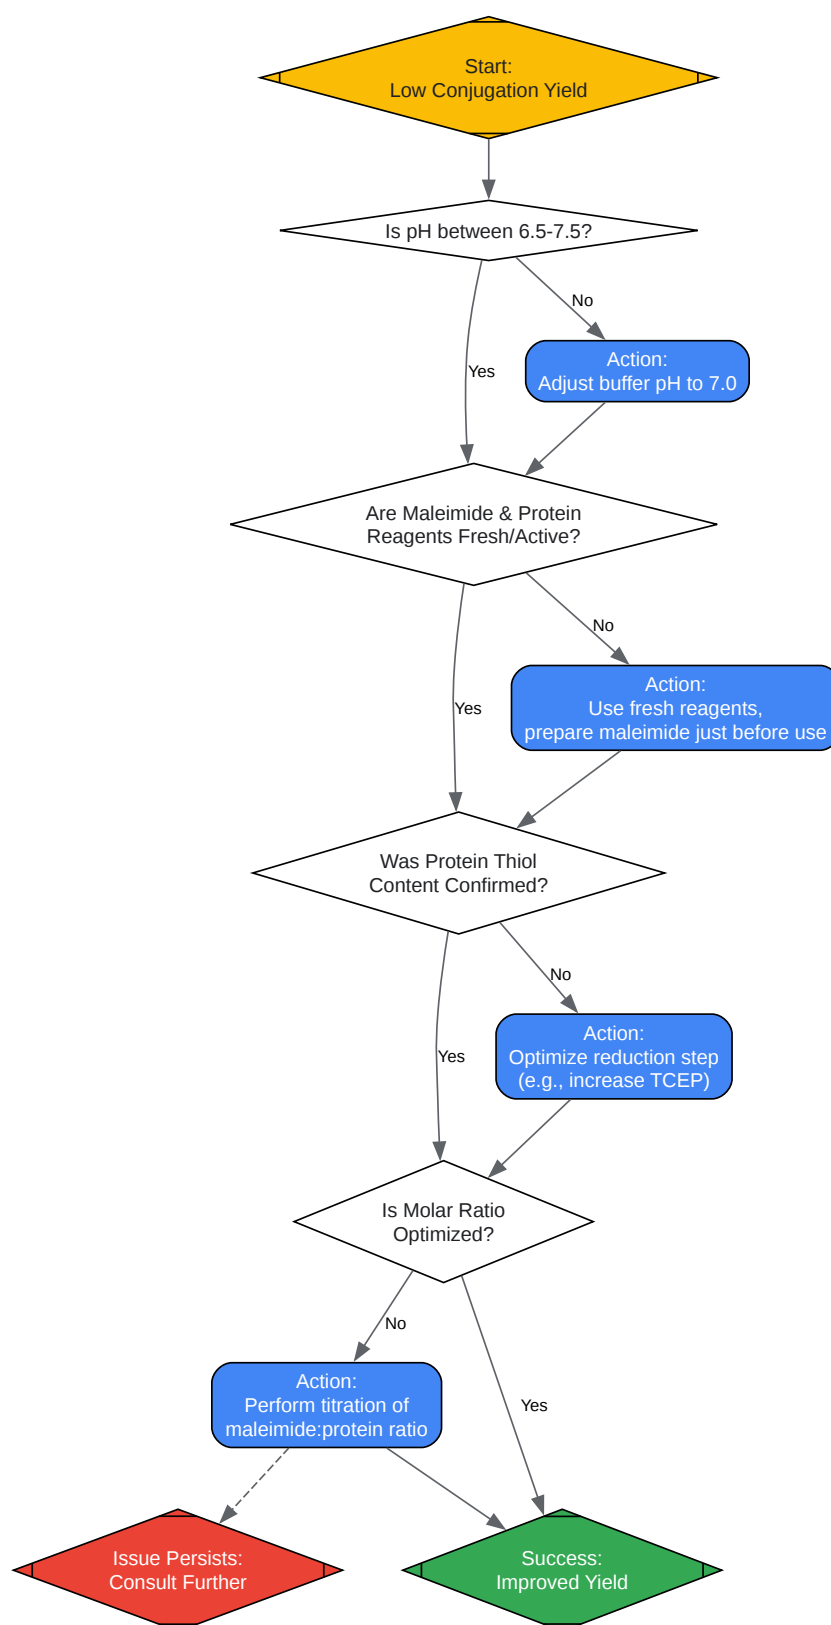 Start:
Low Conjugation Yield
Is pH between 6.5-7.5?
No
Yes
Action:
Adjust buffer pH to 7.0
Are Maleimide & Protein
Reagents Fresh/Active?
No
Yes
Action:
Use fresh reagents,
prepare maleimide just before use
Was Protein Thiol
Content Confirmed?
No
Yes
Action:
Optimize reduction step
(e.g., increase TCEP)
Is Molar Ratio
Optimized?
No
Yes
Action:
Perform titration of
maleimide:protein ratio
Issue Persists:
Consult Further
Success:
Improved Yield